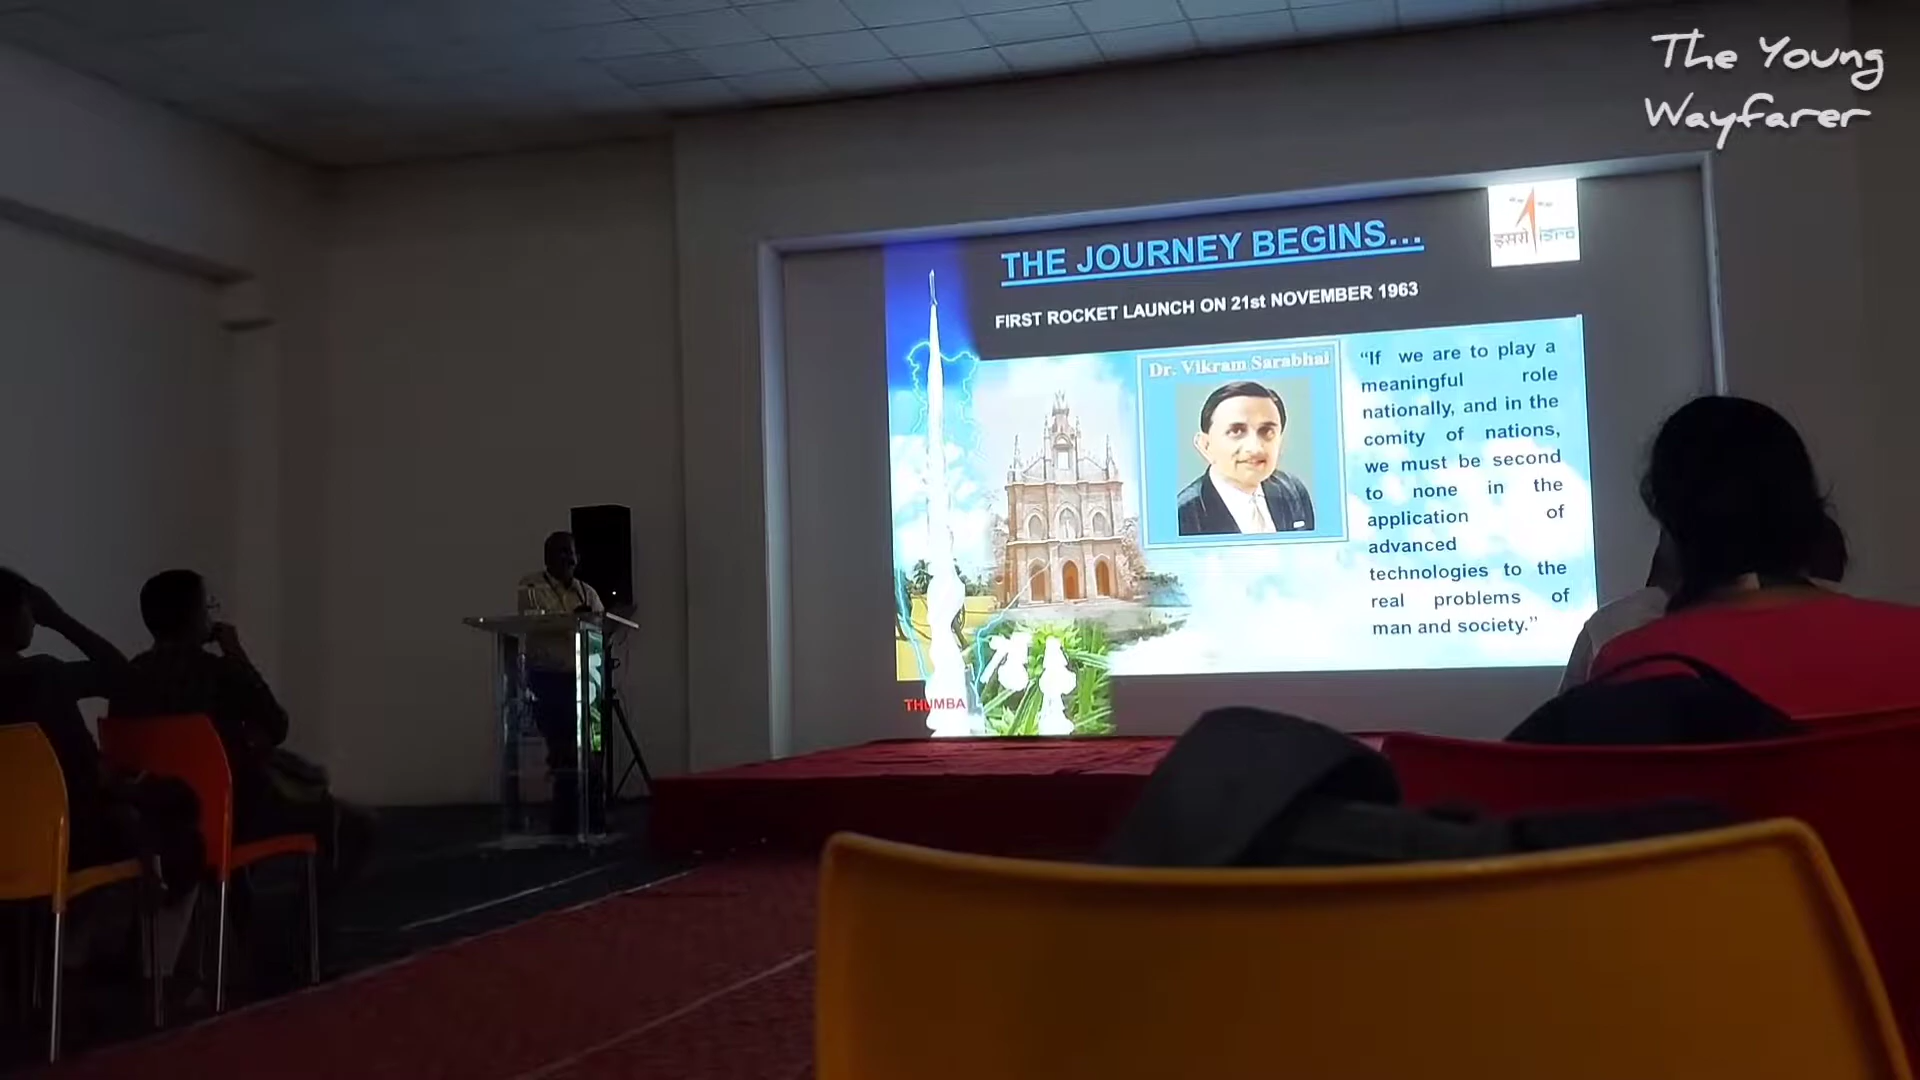 The Young
Wayfarer
THE JOURNEY BEGINS...
इसरो isro
FIRST ROCKET LAUNCH ON 21st NOVEMBER 1963
Dr. Vikram Sarabhai
“If we are to play a
meaningful role
nationally, and in the
comity of nations,
we must be second
to none in the
application of
advanced
technologies to the
real problems of
man and society.”
THUMBA